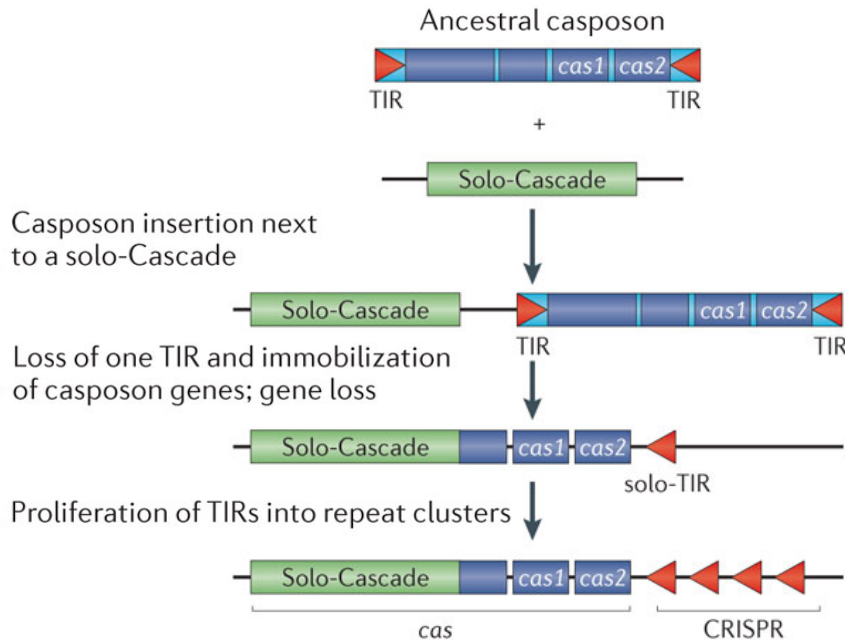 Ancestral casposon
cas1 cas2
TIR TIR
+
Solo-Cascade
Casposon insertion next
to a solo-Cascade
Solo-Cascade cas1 cas2
TIR TIR
Loss of one TIR and immobilization
of casposon genes; gene loss
Solo-Cascade cas1 cas2
solo-TIR
Proliferation of TIRs into repeat clusters
Solo-Cascade cas1 cas2
cas CRISPR